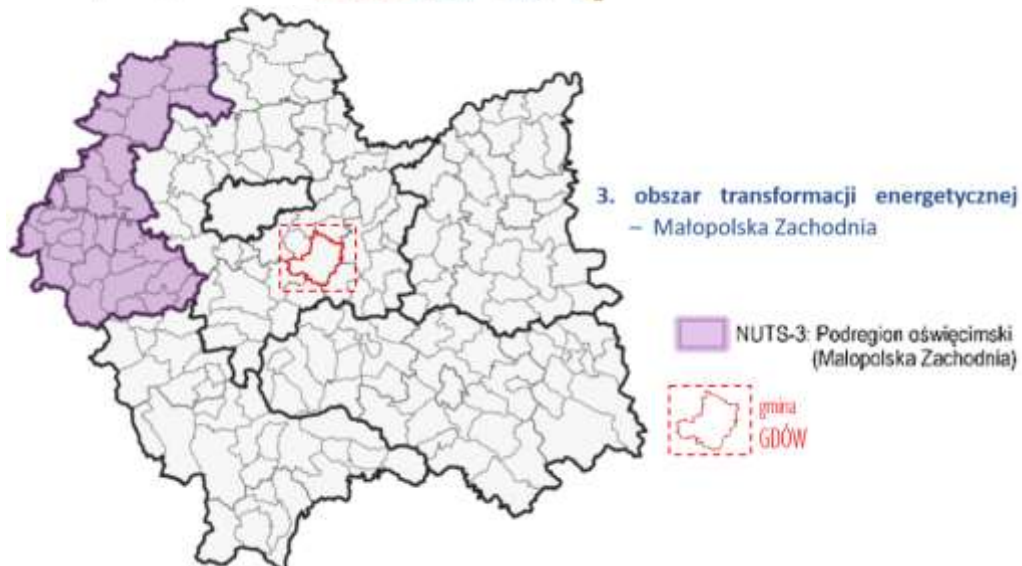 3. obszar transformacji energetycznej
– Małopolska Zachodnia
NUTS-3: Podregion oświęcimski
(Małopolska Zachodnia)
gmina
GDÓW